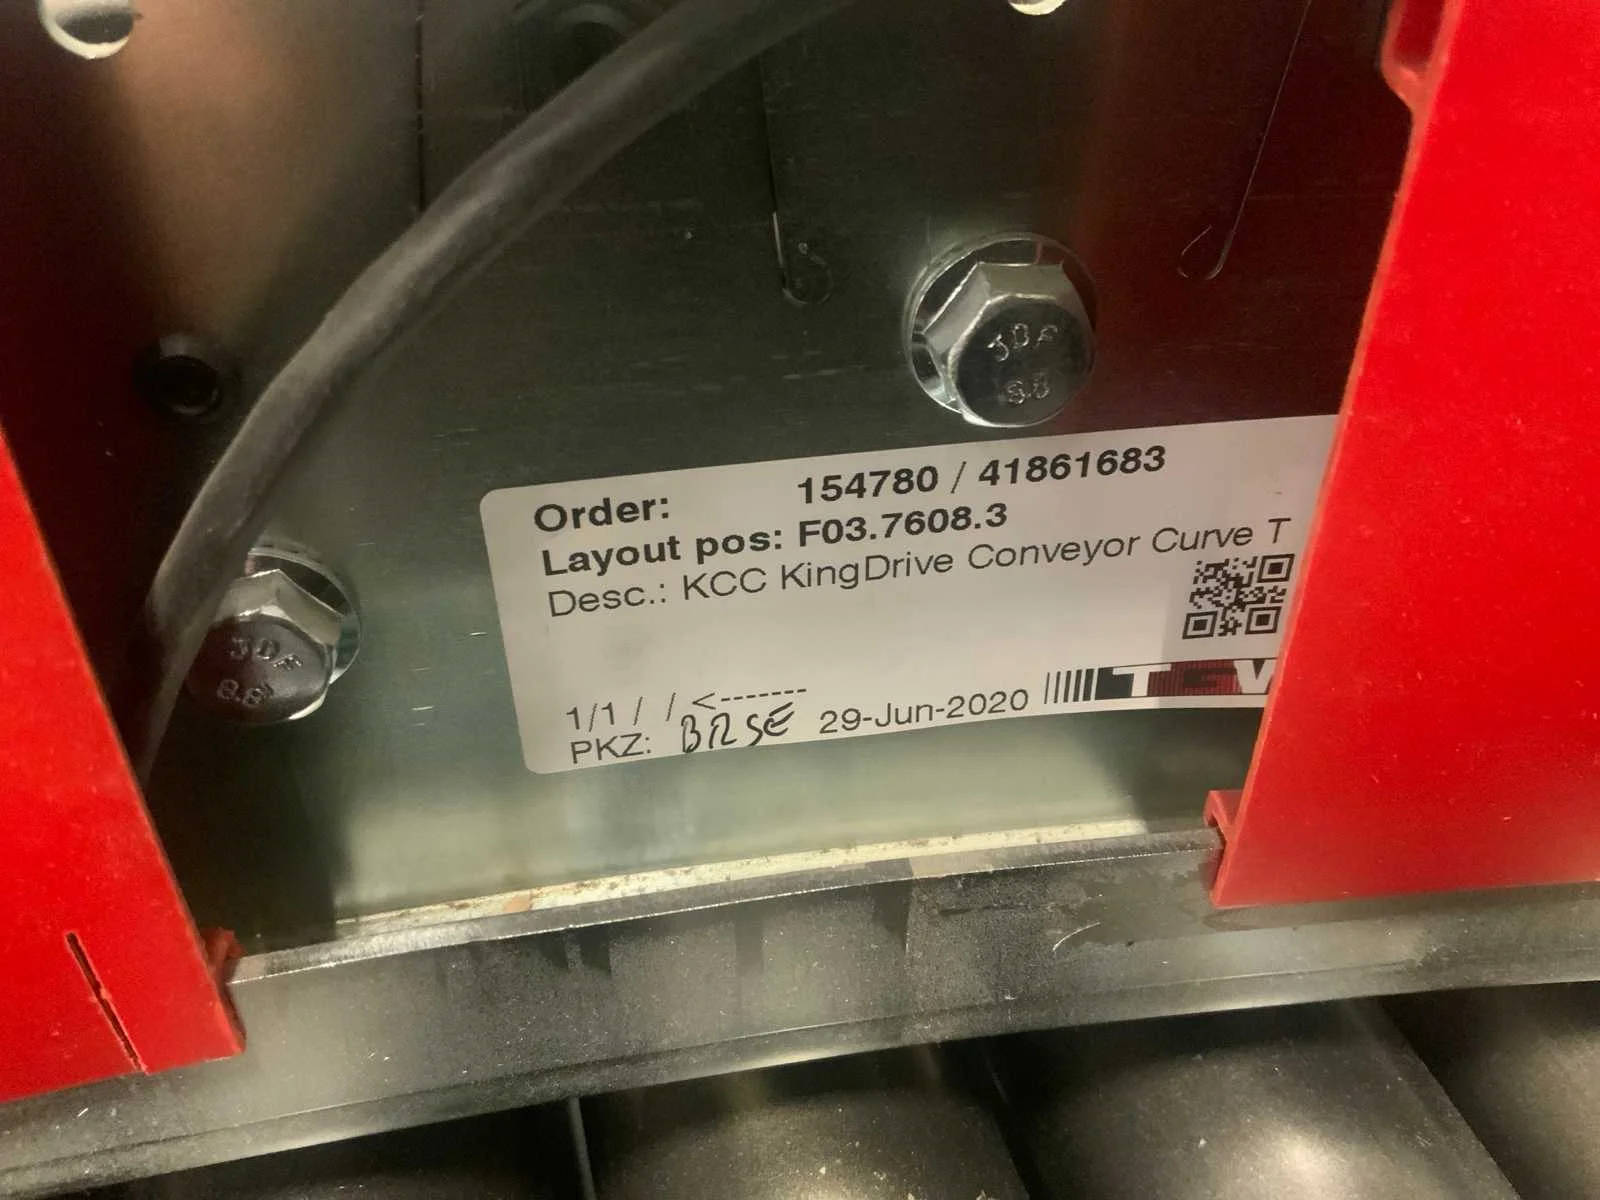 JDF
8.8
Order: 154780 / 41861683
Layout pos: F03.7608.3
Desc.: KCC KingDrive Conveyor Curve T
JDF
8.8
1/1 / / <-------
PKZ: BRSE 29-Jun-2020